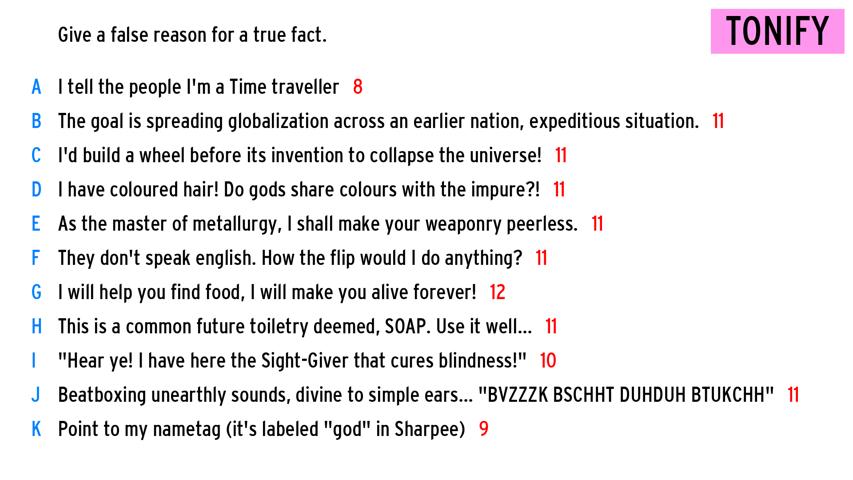 Give a false reason for a true fact.
TONIFY
A I tell the people I'm a Time traveller 8
B The goal is spreading globalization across an earlier nation, expeditious situation. 11
C I'd build a wheel before its invention to collapse the universe! 11
D I have coloured hair! Do gods share colours with the impure?! 11
E As the master of metallurgy, I shall make your weaponry peerless. 11
F They don't speak english. How the flip would I do anything? 11
G I will help you find food, I will make you alive forever! 12
H This is a common future toiletry deemed, SOAP. Use it well... 11
I "Hear ye! I have here the Sight-Giver that cures blindness!" 10
J Beatboxing unearthly sounds, divine to simple ears... "BVZZZK BSCHHT DUHDUH BTUKCHH" 11
K Point to my nametag (it's labeled "god" in Sharpee) 9